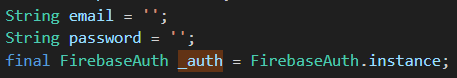 String email = '';
String password = '';
final FirebaseAuth _auth = FirebaseAuth.instance;